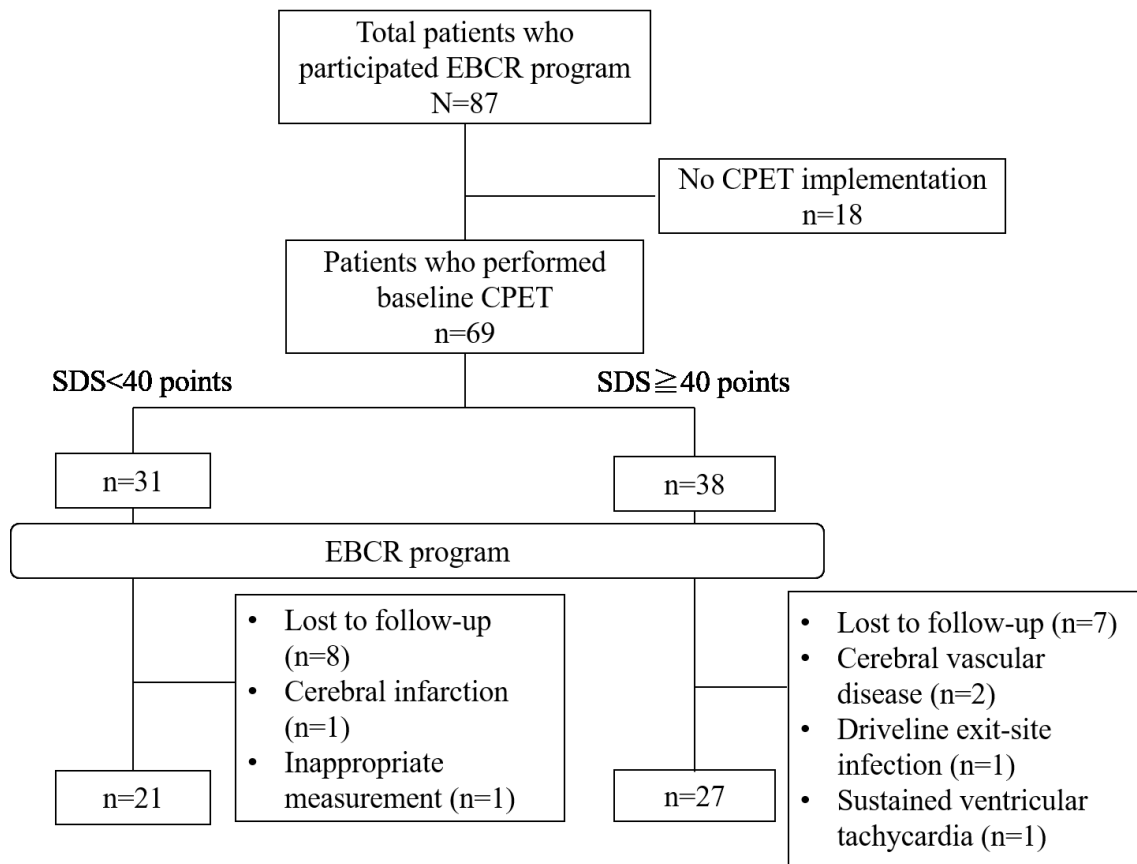 Total patients who
participated EBCR program
N=87
No CPET implementation
n=18
Patients who performed
baseline CPET
n=69
SDS<40 points
SDS≧40 points
n=31
n=38
EBCR program
• Lost to follow-up
(n=8)
• Cerebral infarction
(n=1)
• Inappropriate
measurement (n=1)
• Lost to follow-up (n=7)
• Cerebral vascular
disease (n=2)
• Driveline exit-site
infection (n=1)
• Sustained ventricular
tachycardia (n=1)
n=21
n=27